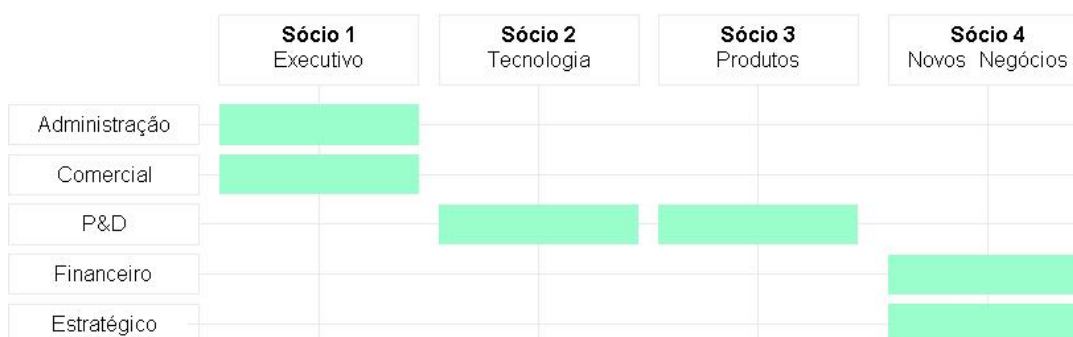 Sócio 1
Executivo
Sócio 2
Tecnologia
Sócio 3
Produtos
Sócio 4
Novos Negócios
Administração
Comercial
P&D
Financeiro
Estratégico